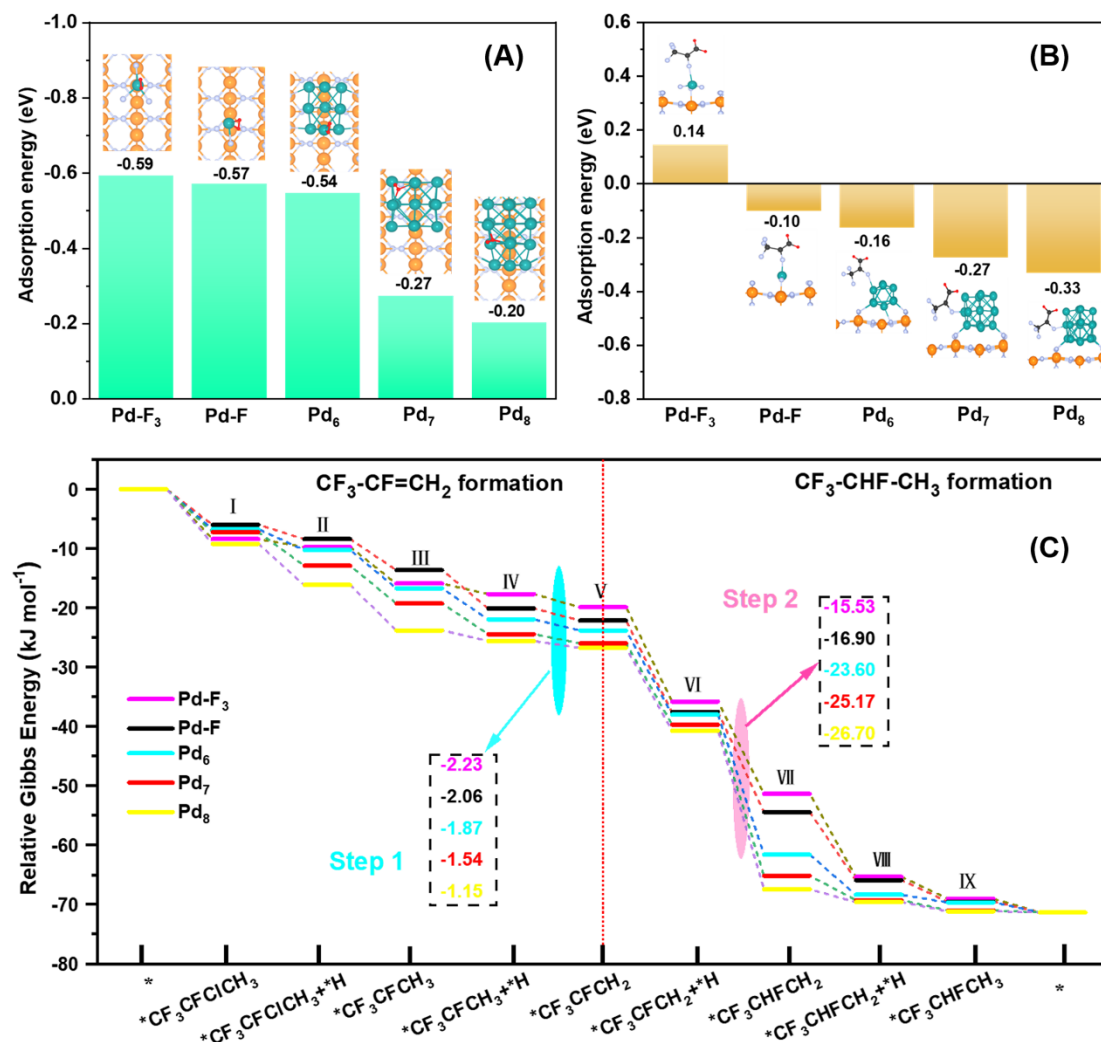 (A)
Adsorption energy (eV)
-1.0
-0.8
-0.6
-0.4
-0.2
0.0
-0.59
-0.57
-0.54
-0.27
-0.20
Pd-F₃
Pd-F
Pd₆
Pd₇
Pd₈
(B)
Adsorption energy (eV)
0.6
0.4
0.2
0.0
-0.2
-0.4
-0.6
-0.8
0.14
-0.10
-0.16
-0.27
-0.33
Pd-F₃
Pd-F
Pd₆
Pd₇
Pd₈
(C)
CF₃-CF=CH₂ formation
CF₃-CHF-CH₃ formation
Relative Gibbs Energy (kJ mol⁻¹)
0
-10
-20
-30
-40
-50
-60
-70
-80
I
II
III
IV
V
VI
VII
VIII
IX
Pd-F₃
Pd-F
Pd₆
Pd₇
Pd₈
Step 1
-2.23
-2.06
-1.87
-1.54
-1.15
Step 2
-15.53
-16.90
-23.60
-25.17
-26.70
*
*CF₃CFClCH₃
*CF₃CFClCH₃+*H
*CF₃CFCH₃
*CF₃CFCH₃+*H
*CF₃CFCH₂
*CF₃CFCH₂+*H
*CF₃CHFCH₂
*CF₃CHFCH₂+*H
*CF₃CHFCH₃
*